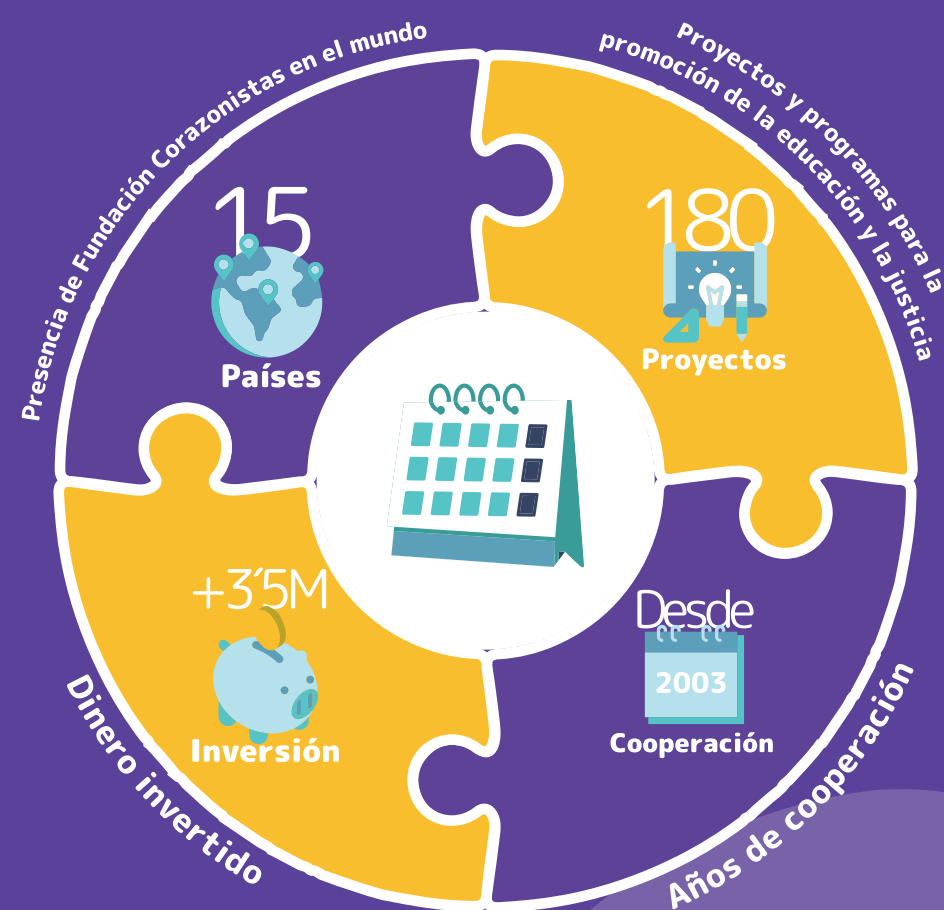 Presencia de Fundación Corazonistas en el mundo
15
Países
Proyectos y programas para la
promoción de la educación y la justicia
180
Proyectos
+3´5M
Inversión
Dinero invertido
Desde
2003
Cooperación
Años de cooperación